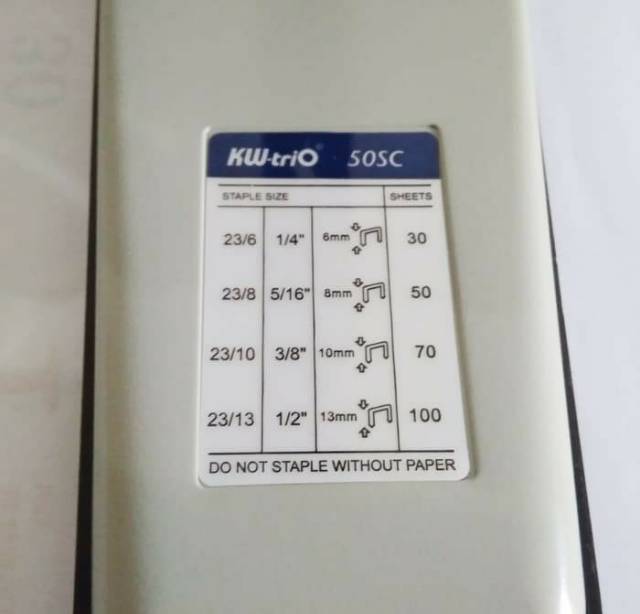 KW-triO 50SC
STAPLE SIZE SHEETS
23/6 1/4" 6mm 30
23/8 5/16" 8mm 50
23/10 3/8" 10mm 70
23/13 1/2" 13mm 100
DO NOT STAPLE WITHOUT PAPER